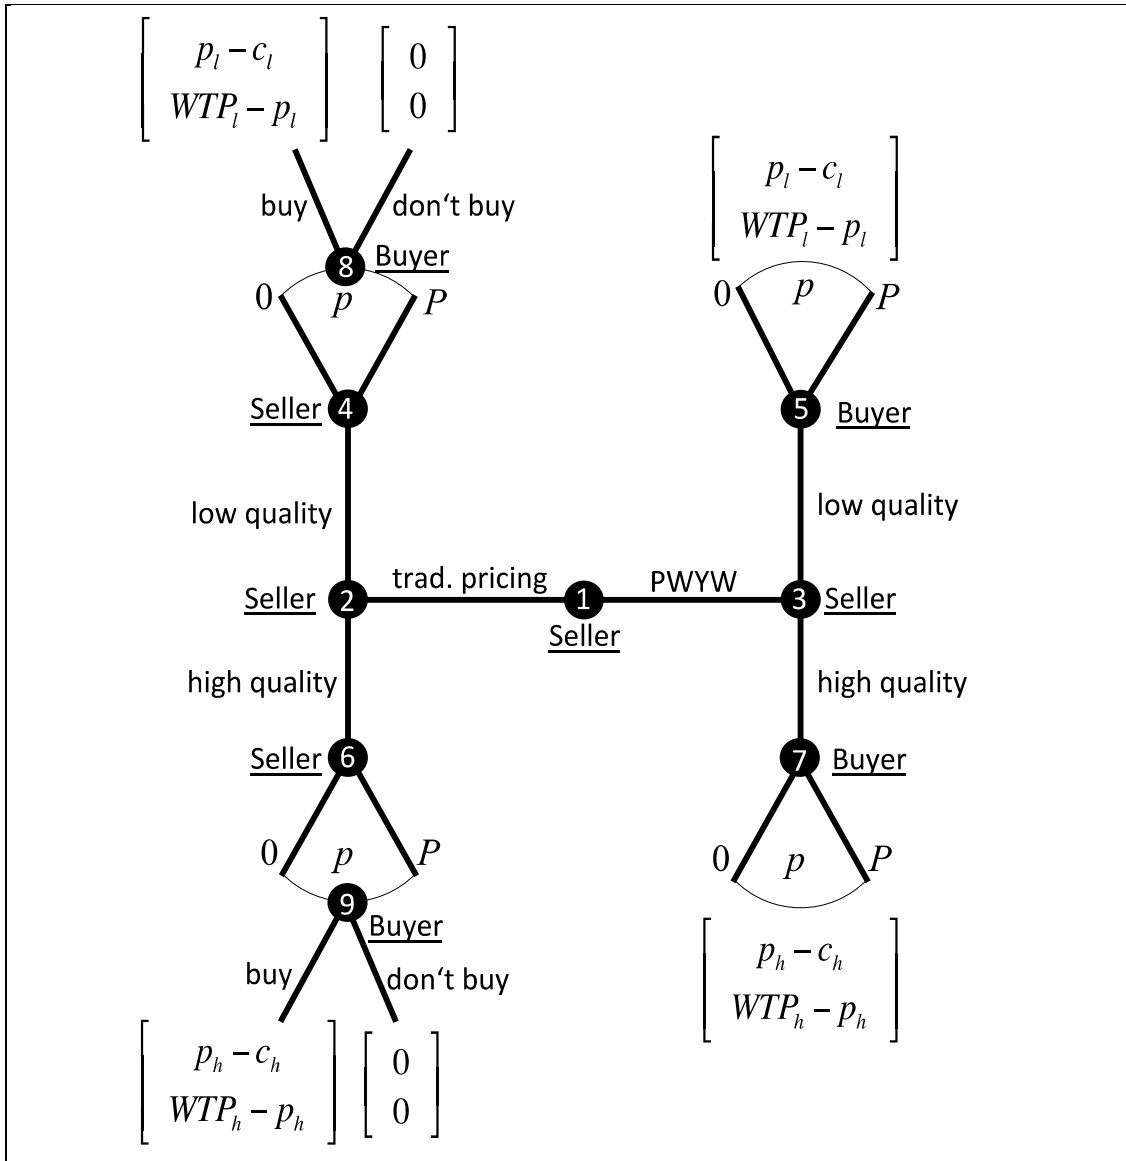 p_l – c_l
WTP_l – p_l
0
0
buy
don‘t buy
8
Buyer
0
p
P
Seller
4
low quality
p_l – c_l
WTP_l – p_l
0
p
P
5
Buyer
low quality
Seller
2
trad. pricing
1
Seller
PWYW
3
Seller
high quality
high quality
Seller
6
0
p
P
9
Buyer
buy
don‘t buy
p_h – c_h
WTP_h – p_h
0
0
7
Buyer
0
p
P
p_h – c_h
WTP_h – p_h